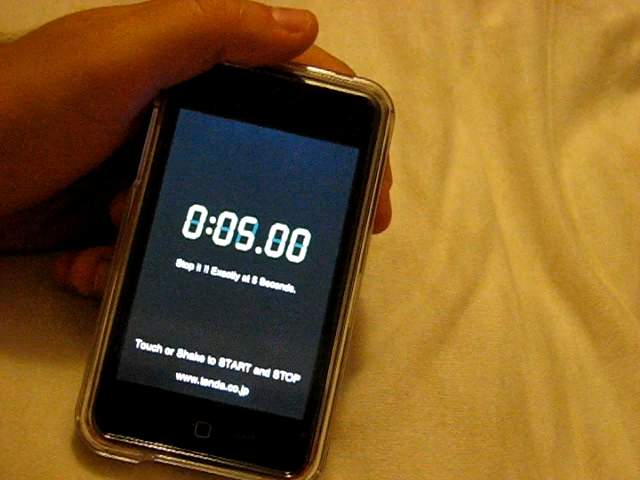 0:05.00
Stop it !! Exactly at 5 Seconds.
Touch or Shake to START and STOP
www.tanda.co.jp